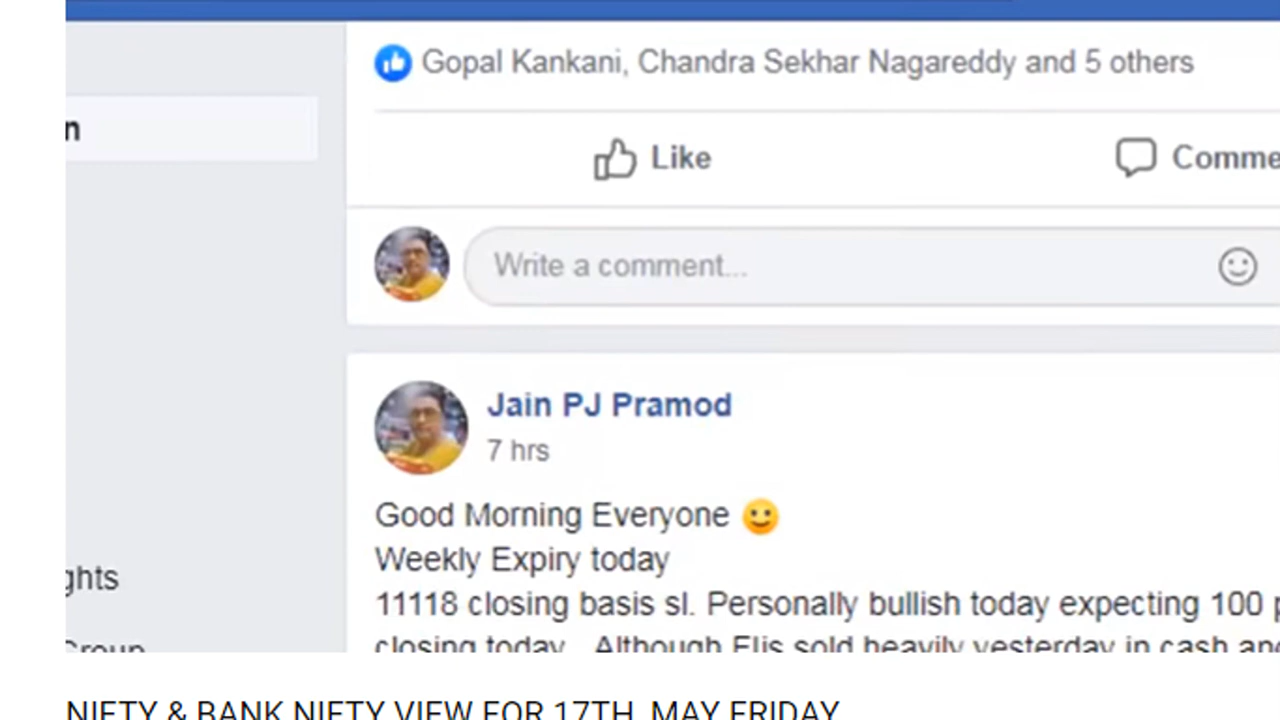 Gopal Kankani, Chandra Sekhar Nagareddy and 5 others
n
Like
Comme
Write a comment...
Jain PJ Pramod
7 hrs
Good Morning Everyone
Weekly Expiry today
ghts
11118 closing basis sl. Personally bullish today expecting 100 p
Group
closing today.. Although FIIs sold heavily yesterday in cash and
NIFTY & BANK NIFTY VIEW FOR 17TH MAY FRIDAY